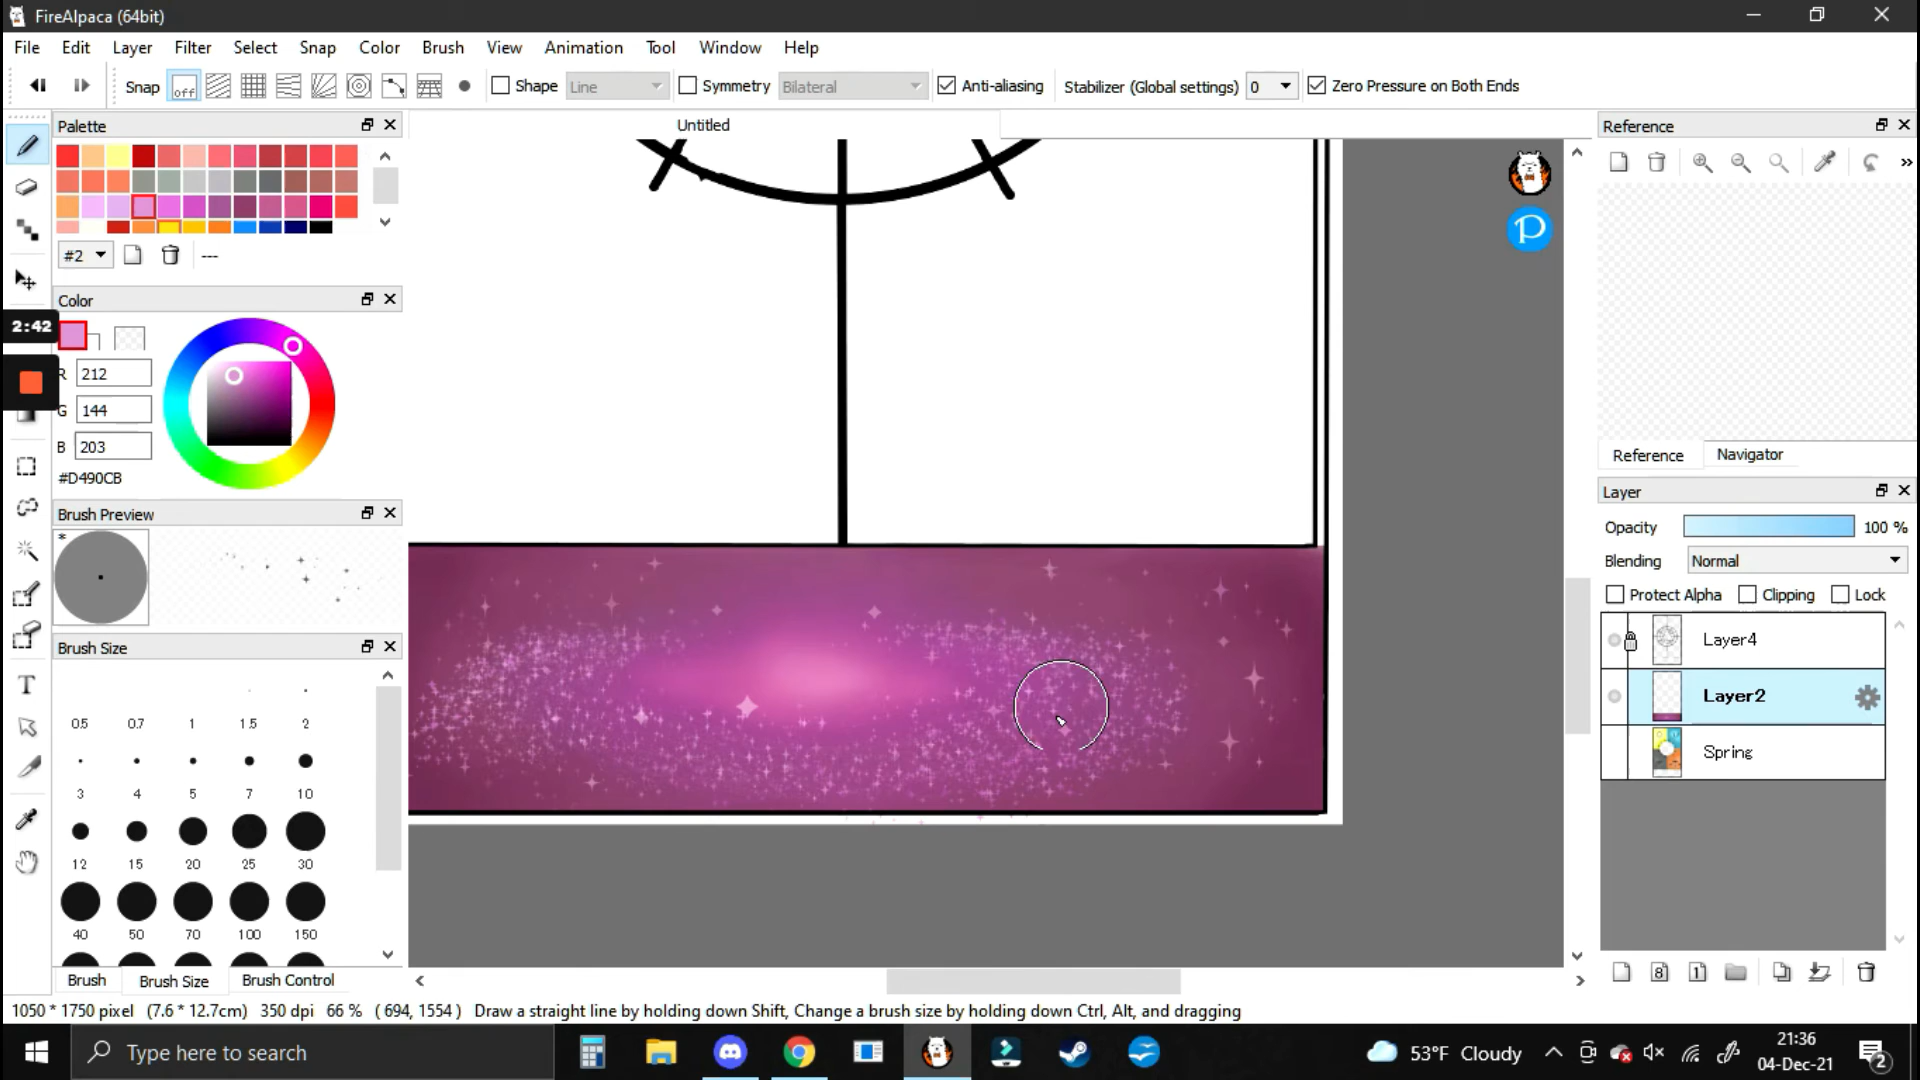 FireAlpaca (64bit)
File Edit Layer Filter Select Snap Color Brush View Animation Tool Window Help
Snap off Shape Line Symmetry Bilateral Anti-aliasing Stabilizer (Global settings) 0 Zero Pressure on Both Ends
Palette
Untitled
Reference
#2 ---
Color
2:42
R 212
G 144
B 203
#D490CB
Reference Navigator
Layer
Opacity 100 %
Brush Preview
*
Blending Normal
Protect Alpha Clipping Lock
Layer4
Brush Size
Layer2
0.5 0.7 1 1.5 2
Spring
3 4 5 7 10
12 15 20 25 30
40 50 70 100 150
Brush Brush Size Brush Control
8 1
1050 * 1750 pixel (7.6 * 12.7cm) 350 dpi 66 % ( 694, 1554 ) Draw a straight line by holding down Shift, Change a brush size by holding down Ctrl, Alt, and dragging
Type here to search
53°F Cloudy
21:36
04-Dec-21
2
T
P